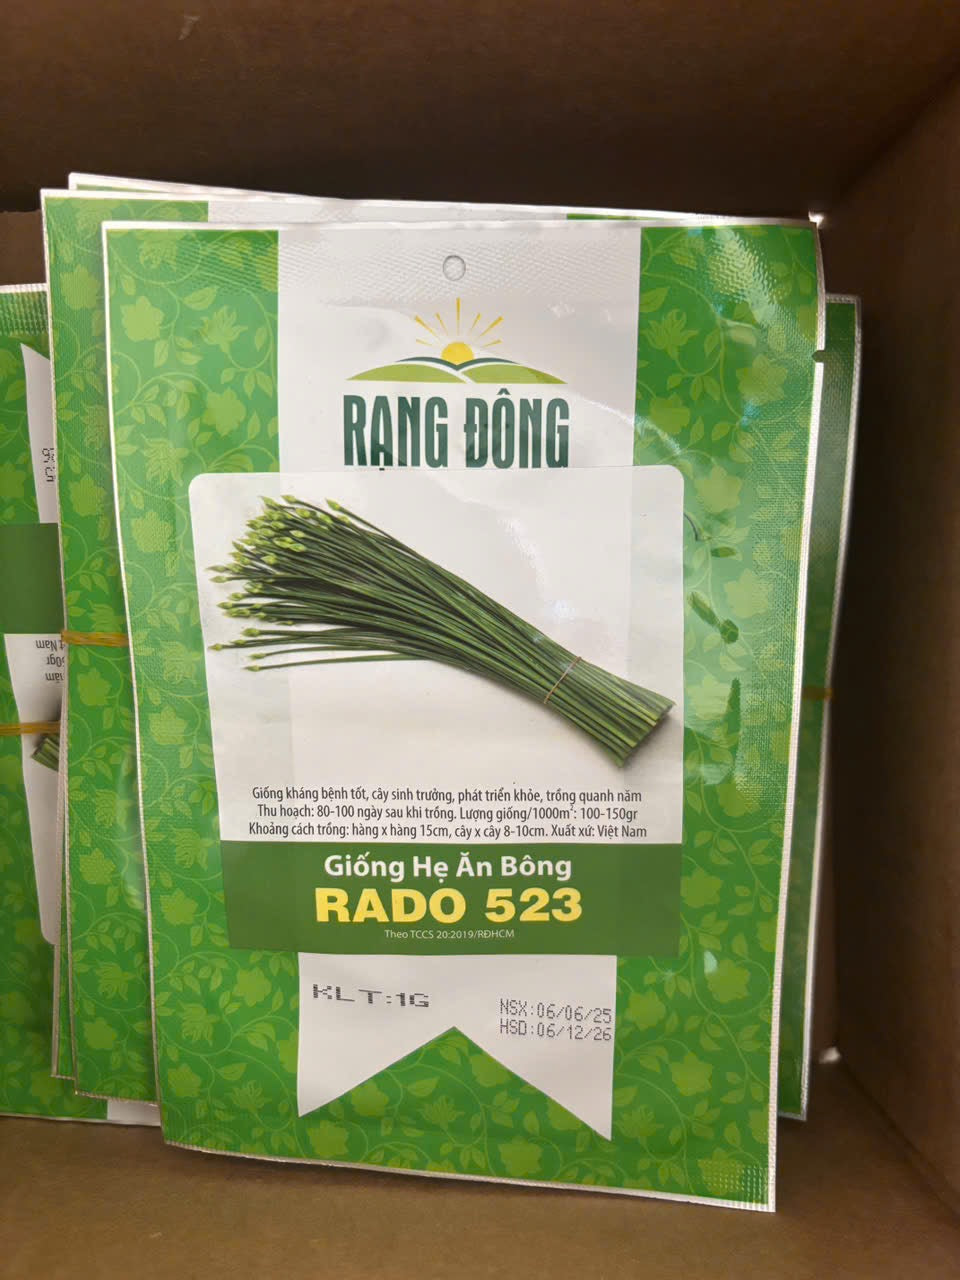 RẠNG ĐÔNG
Giống kháng bệnh tốt, cây sinh trưởng, phát triển khỏe, trồng quanh năm
Thu hoạch: 80-100 ngày sau khi trồng. Lượng giống/1000m²: 100-150gr
Khoảng cách trồng: hàng x hàng 15cm, cây x cây 8-10cm. Xuất xứ: Việt Nam
Giống Hẹ Ăn Bông
RADO 523
Theo TCCS 20:2019/RĐHCM
KLT:1G
NSX:06/06/25
HSD:06/12/26